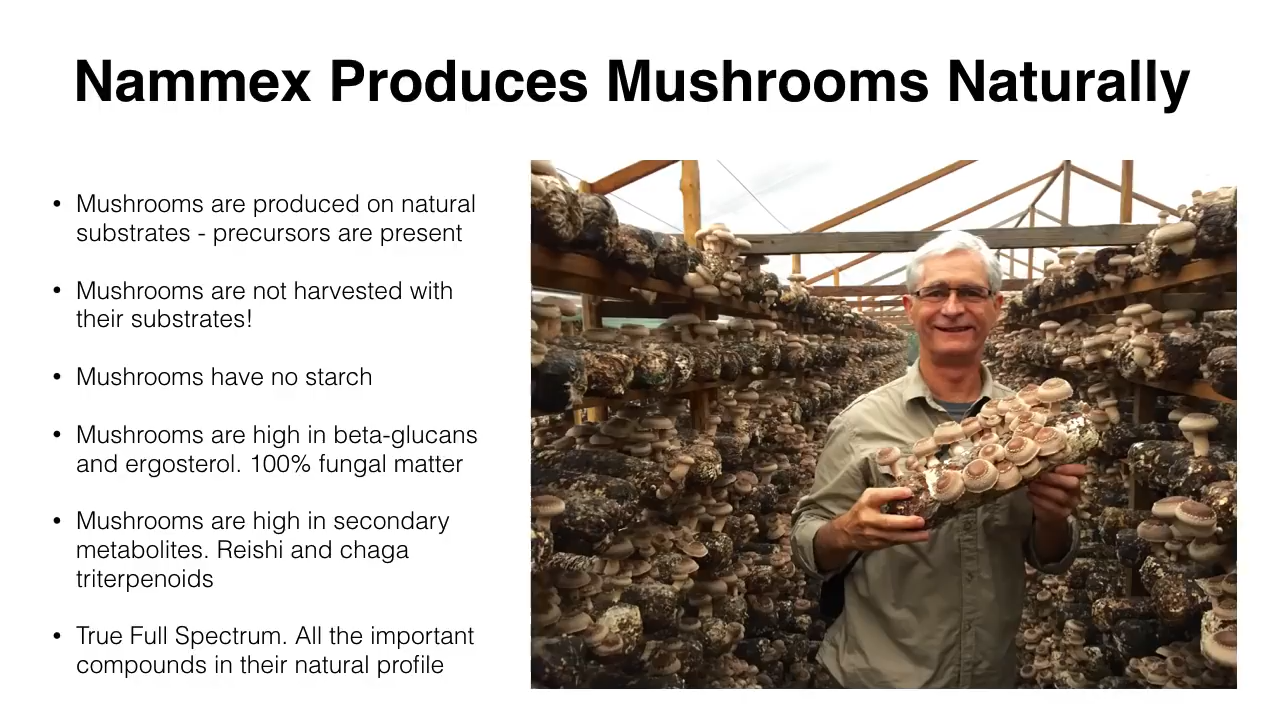 Nammex Produces Mushrooms Naturally
• Mushrooms are produced on natural
substrates - precursors are present
• Mushrooms are not harvested with
their substrates!
• Mushrooms have no starch
• Mushrooms are high in beta-glucans
and ergosterol. 100% fungal matter
• Mushrooms are high in secondary
metabolites. Reishi and chaga
triterpenoids
• True Full Spectrum. All the important
compounds in their natural profile